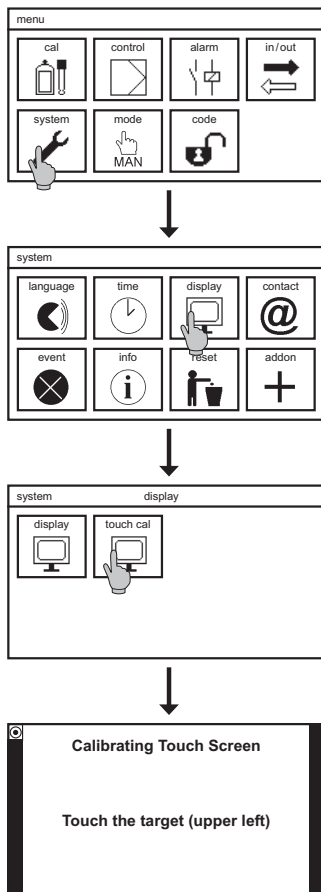 menu
cal control alarm in/out
system mode code
MAN
system
language time display contact
@
event info reset addon
i
system display
display touch cal
Calibrating Touch Screen
Touch the target (upper left)